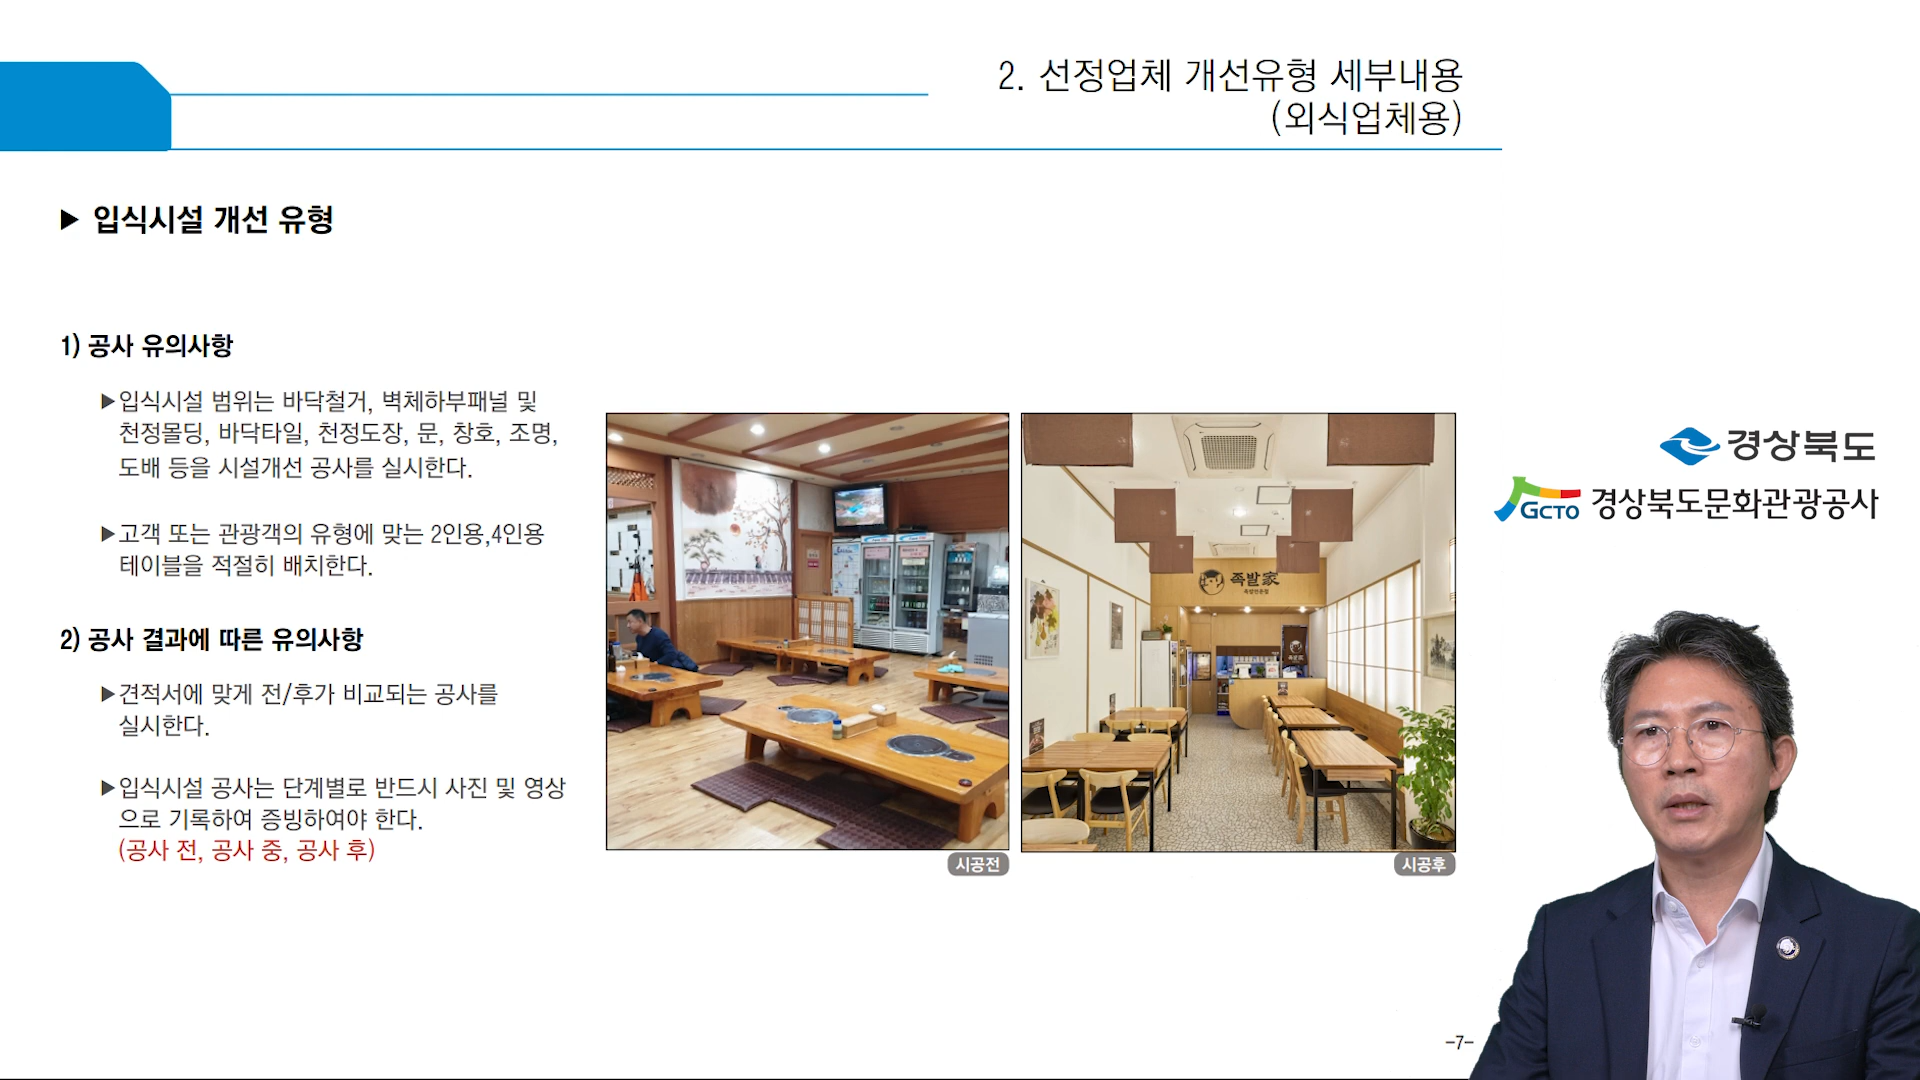 2. 선정업체 개선유형 세부내용
(외식업체용)
▶ 입식시설 개선 유형
1) 공사 유의사항
▶입식시설 범위는 바닥철거, 벽체하부패널 및
천정몰딩, 바닥타일, 천정도장, 문, 창호, 조명,
도배 등을 시설개선 공사를 실시한다.
▶고객 또는 관광객의 유형에 맞는 2인용,4인용
테이블을 적절히 배치한다.
2) 공사 결과에 따른 유의사항
▶견적서에 맞게 전/후가 비교되는 공사를
실시한다.
▶입식시설 공사는 단계별로 반드시 사진 및 영상
으로 기록하여 증빙하여야 한다.
(공사 전, 공사 중, 공사 후)
족발家
시공전
시공후
경상북도
GCTO 경상북도문화관광공사
-7-